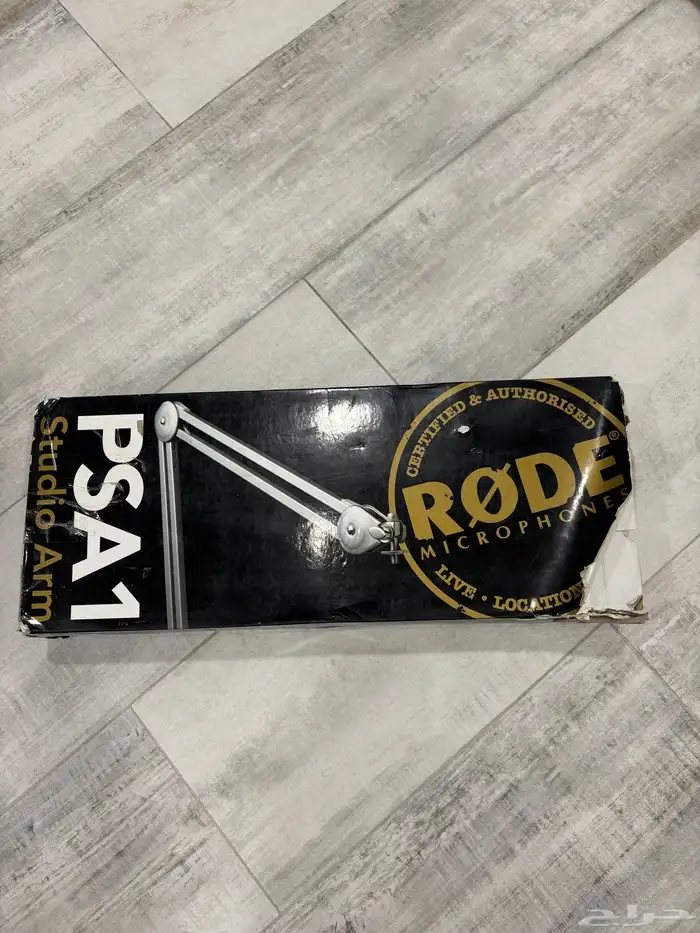 PSA1
Studio Arm
CERTIFIED & AUTHORISED
RØDE®
MICROPHONES
LIVE • LOCATION
حراج